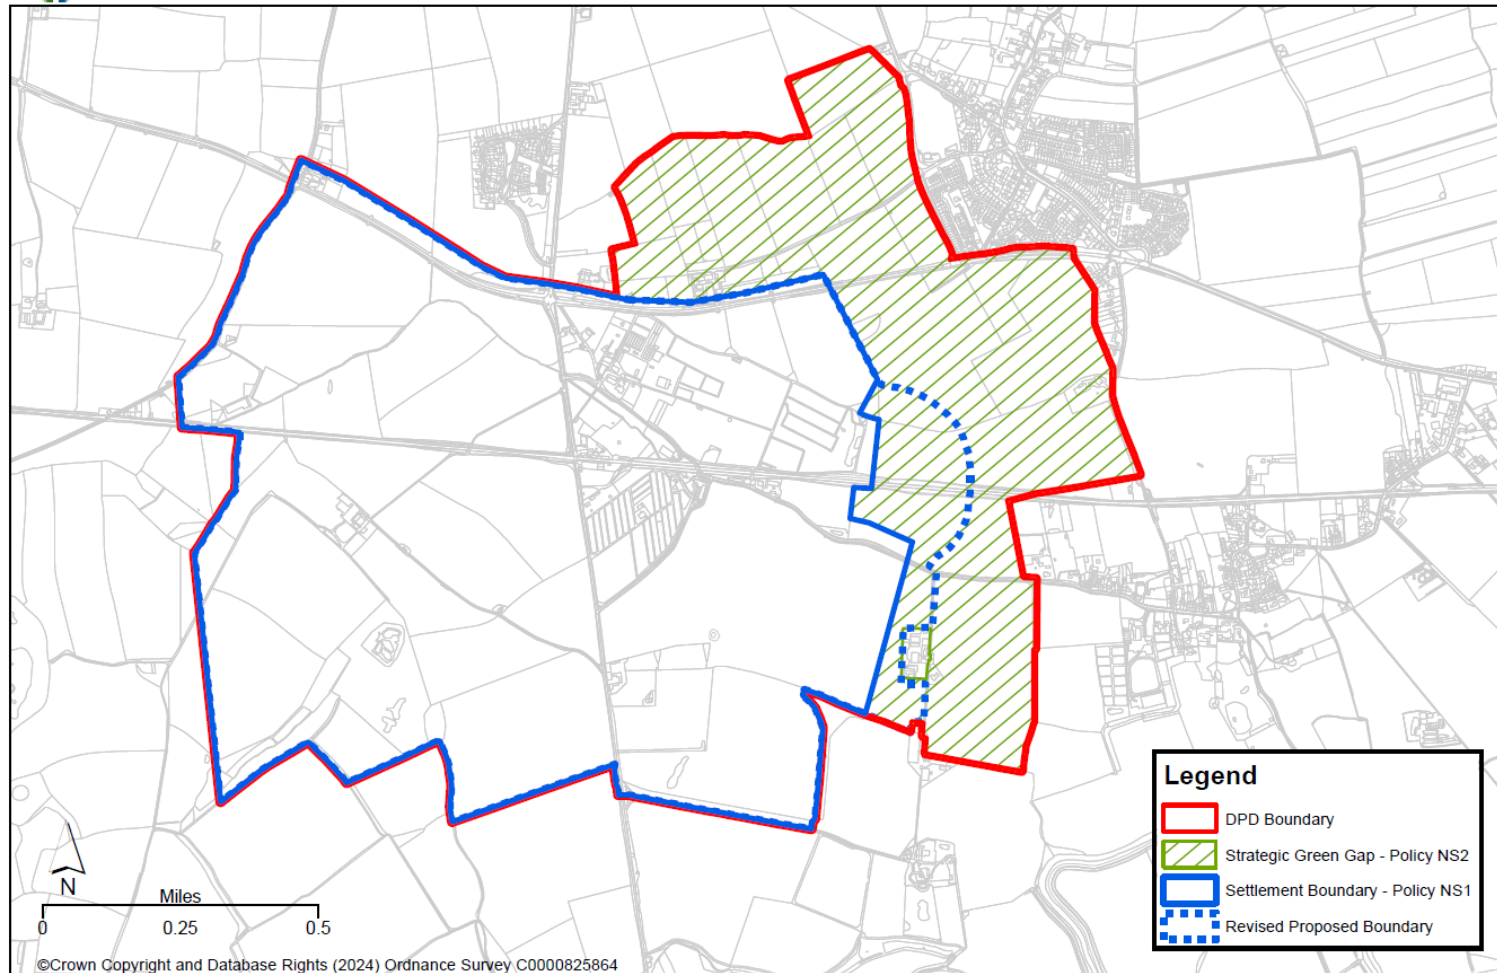 Legend
DPD Boundary
Strategic Green Gap - Policy NS2
Settlement Boundary - Policy NS1
Revised Proposed Boundary
N
Miles
0 0.25 0.5
©Crown Copyright and Database Rights (2024) Ordnance Survey C0000825864